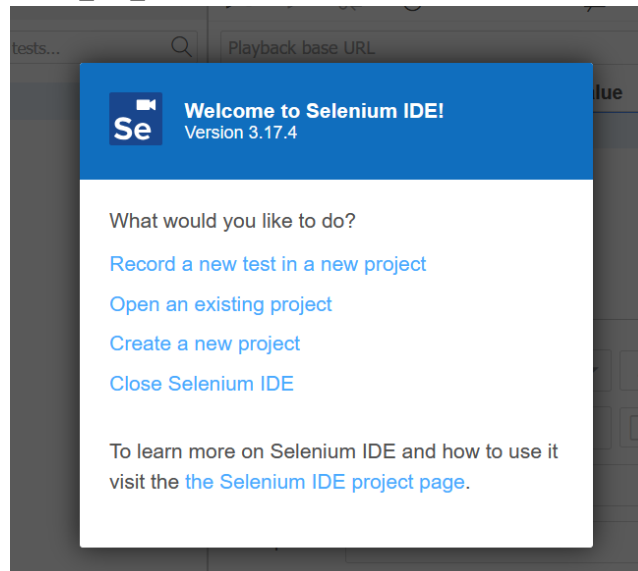 tests...
Playback base URL
lue
Se
Welcome to Selenium IDE!
Version 3.17.4
What would you like to do?
Record a new test in a new project
Open an existing project
Create a new project
Close Selenium IDE
To learn more on Selenium IDE and how to use it
visit the the Selenium IDE project page.